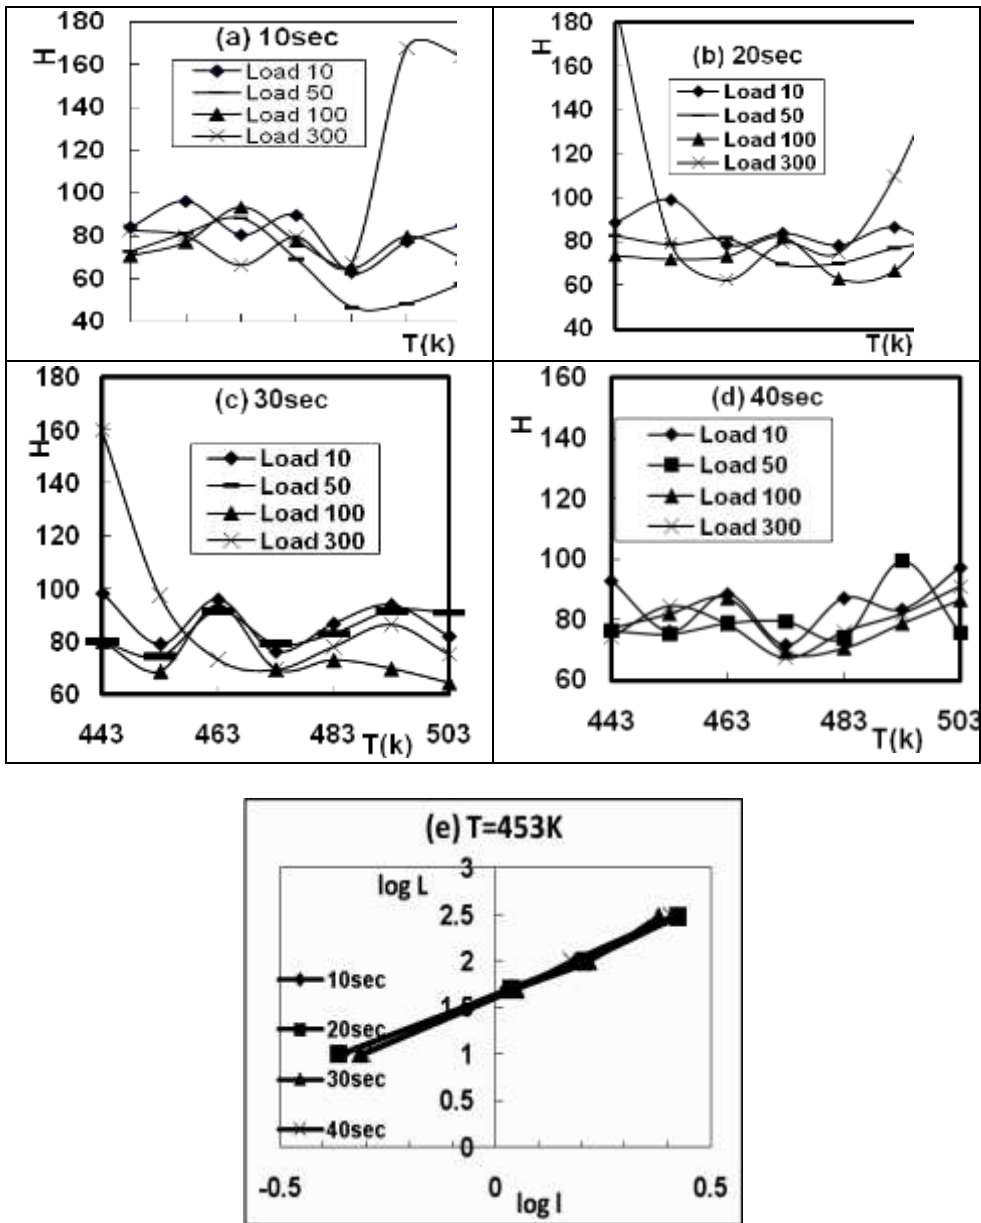 (a) 10sec
H
180
160
140
120
100
80
60
40
Load 10
Load 50
Load 100
Load 300
T(k)
(b) 20sec
H
180
160
140
120
100
80
60
40
Load 10
Load 50
Load 100
Load 300
T(k)
(c) 30sec
H
180
160
140
120
100
80
60
Load 10
Load 50
Load 100
Load 300
443 463 483 503
T(k)
(d) 40sec
H
160
140
120
100
80
60
Load 10
Load 50
Load 100
Load 300
443 463 483 503
T(k)
(e) T=453K
log L
3
2.5
2
1.5
1
0.5
0
10sec
20sec
30sec
40sec
-0.5 0 0.5
log l